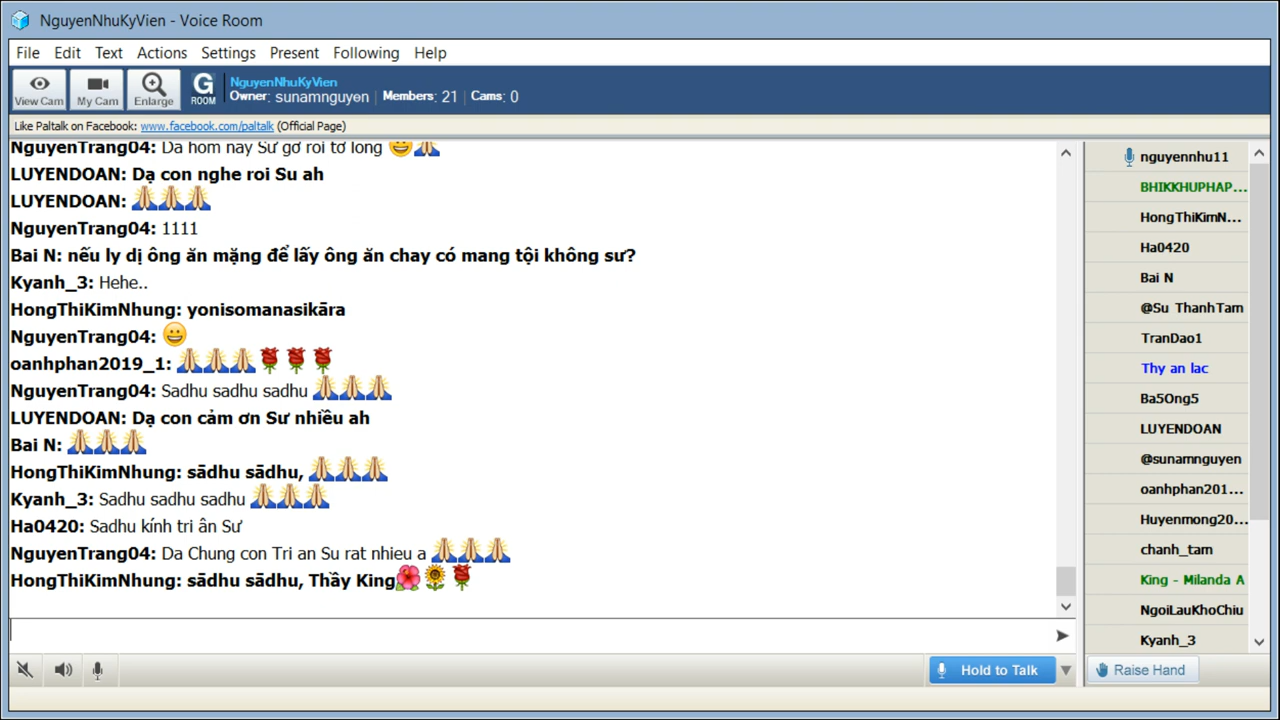 NguyenNhuKyVien - Voice Room
File Edit Text Actions Settings Present Following Help
View Cam My Cam Enlarge G ROOM
NguyenNhuKyVien
Owner: sunamnguyen | Members: 21 | Cams: 0
Like Paltalk on Facebook: www.facebook.com/paltalk (Official Page)
NguyenTrang04: Da hom nay Sư gơ roi tơ long 😀🙏
LUYENDOAN: Dạ con nghe roi Su ah
LUYENDOAN: 🙏🙏🙏
NguyenTrang04: 1111
Bai N: nếu ly dị ông ăn mặng để lấy ông ăn chay có mang tội không sư?
Kyanh_3: Hehe..
HongThiKimNhung: yonisomanasikāra
NguyenTrang04: 😀
oanhphan2019_1: 🙏🙏🙏🌹🌹🌹
NguyenTrang04: Sadhu sadhu sadhu 🙏🙏🙏
LUYENDOAN: Dạ con cảm ơn Sư nhiều ah
Bai N: 🙏🙏🙏
HongThiKimNhung: sādhu sādhu, 🙏🙏🙏
Kyanh_3: Sadhu sadhu sadhu 🙏🙏🙏
Ha0420: Sadhu kính tri ân Sư
NguyenTrang04: Da Chung con Tri an Su rat nhieu a 🙏🙏🙏
HongThiKimNhung: sādhu sādhu, Thầy King🌺🌻🌹
Hold to Talk
nguyennhu11
BHIKKHUPHAP...
HongThiKimN...
Ha0420
Bai N
@Su ThanhTam
TranDao1
Thy an lac
Ba5Ong5
LUYENDOAN
@sunamnguyen
oanhphan201...
Huyenmong20...
chanh_tam
King - Milanda A
NgoiLauKhoChiu
Kyanh_3
Raise Hand